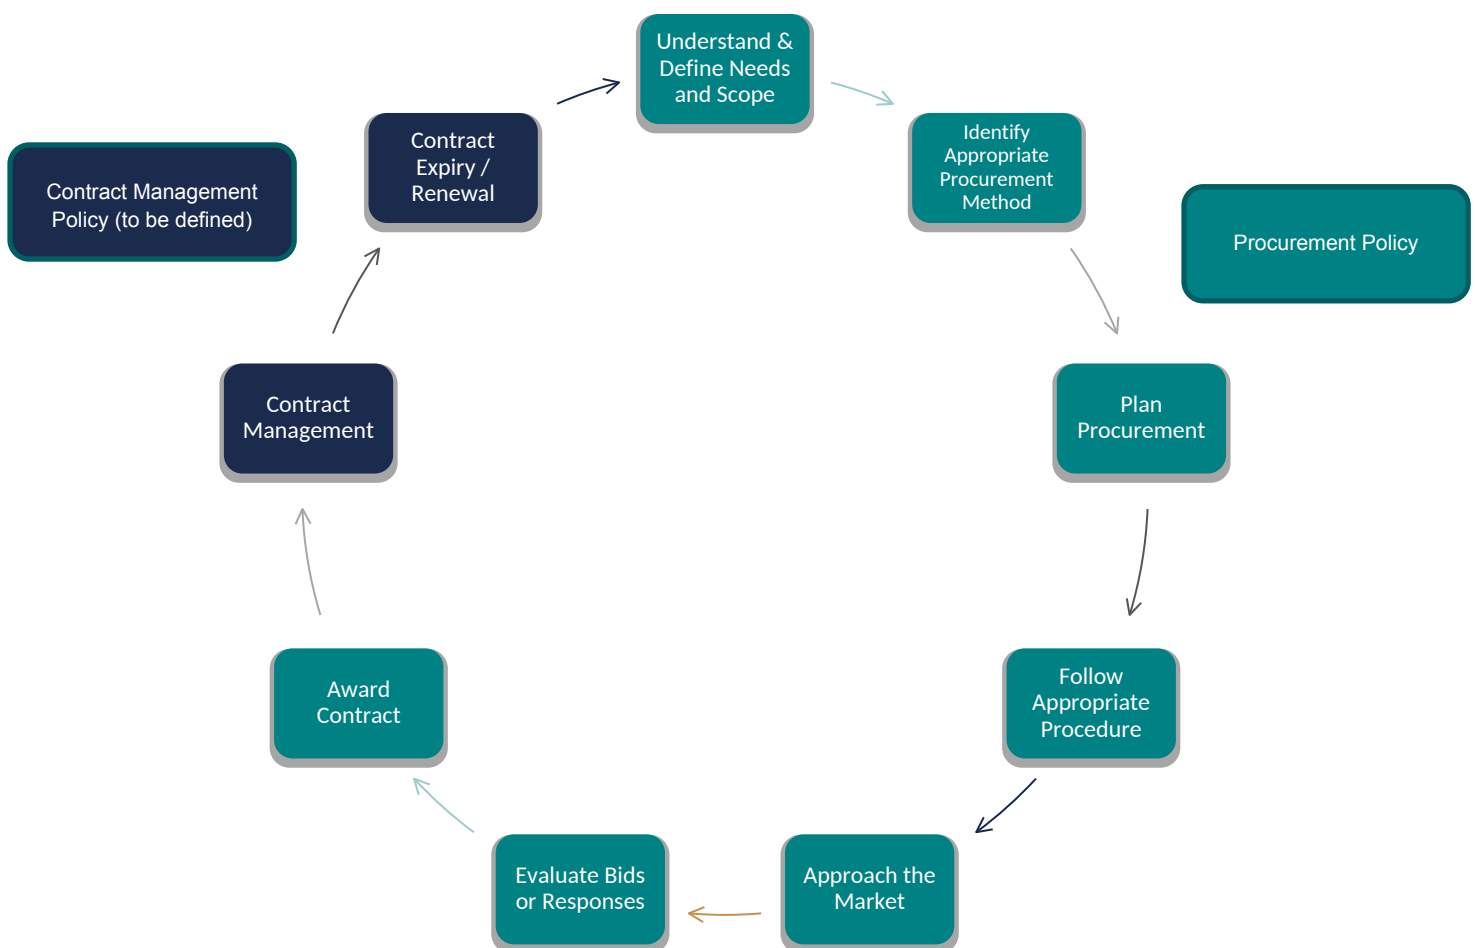 Understand &
Define Needs
and Scope
Identify
Appropriate
Procurement
Method
Procurement Policy
Plan
Procurement
Follow
Appropriate
Procedure
Approach the
Market
Evaluate Bids
or Responses
Award
Contract
Contract
Management
Contract
Expiry /
Renewal
Contract Management
Policy (to be defined)